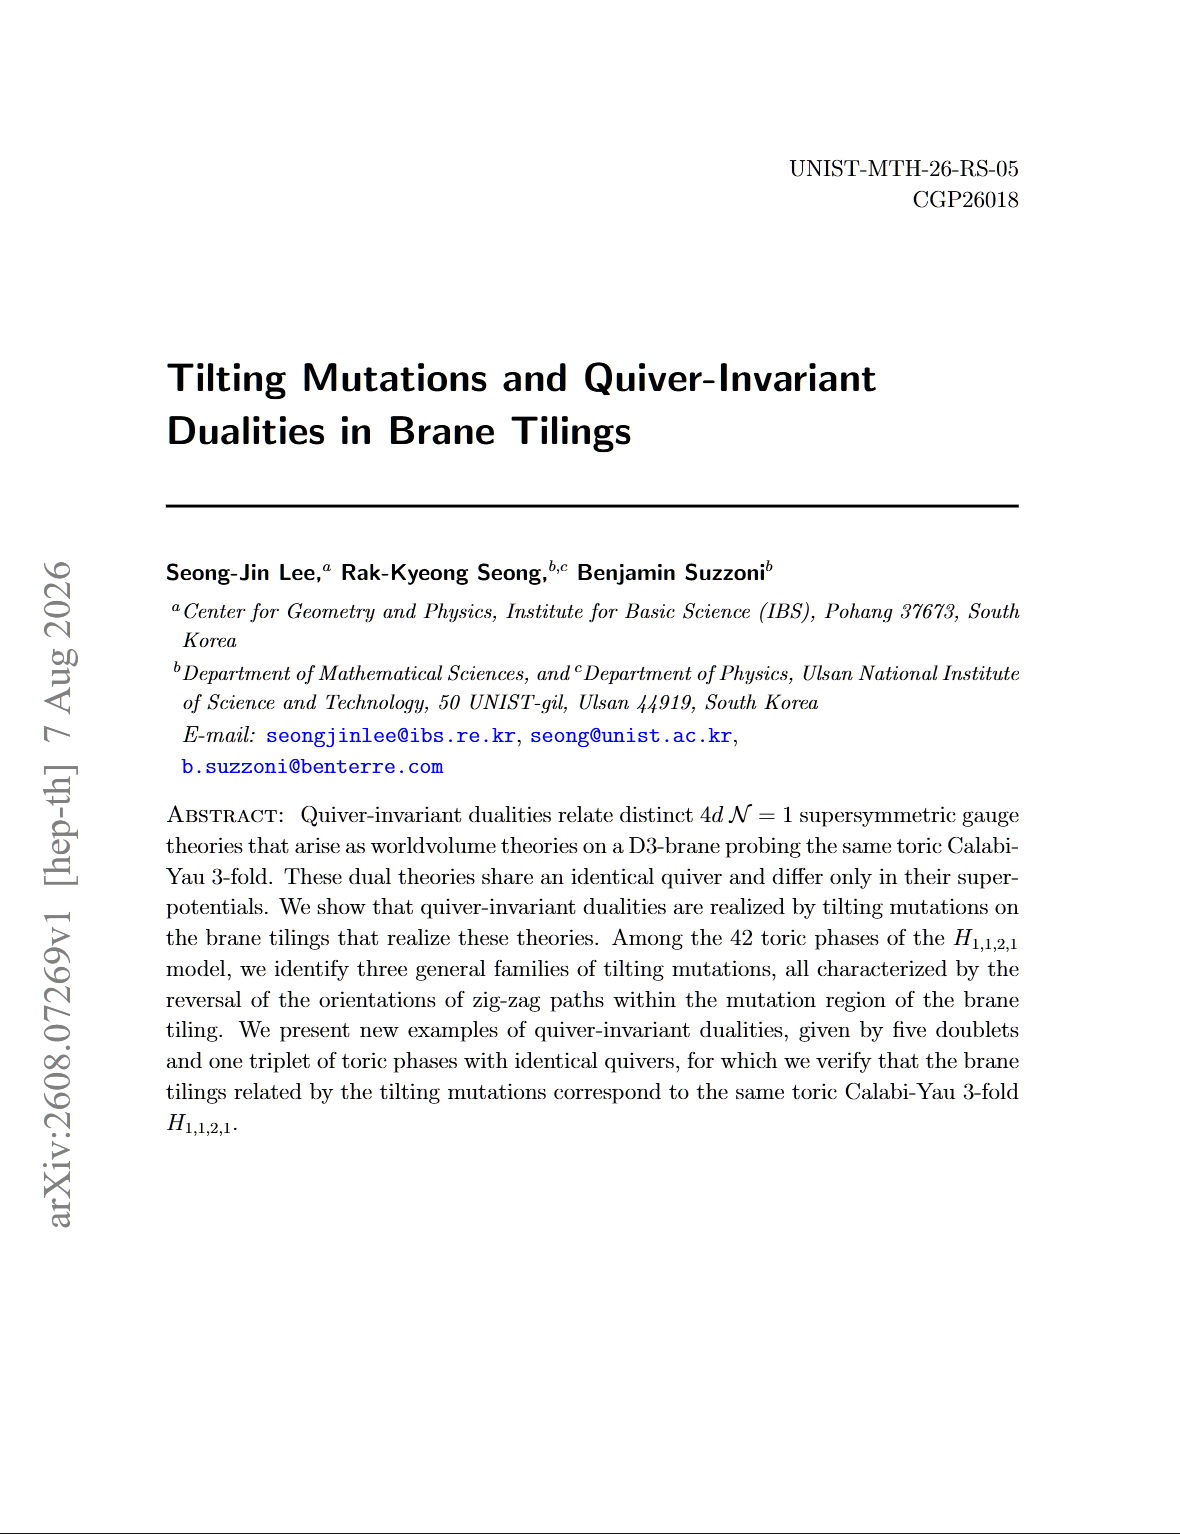 UNIST-MTH-26-RS-05
CGP26018
Tilting Mutations and Quiver-Invariant
Dualities in Brane Tilings
Seong-Jin Lee,a Rak-Kyeong Seong,b,c Benjamin Suzzonib
aCenter for Geometry and Physics, Institute for Basic Science (IBS), Pohang 37673, South
Korea
bDepartment of Mathematical Sciences, and cDepartment of Physics, Ulsan National Institute
of Science and Technology, 50 UNIST-gil, Ulsan 44919, South Korea
E-mail: seongjinlee@ibs.re.kr, seong@unist.ac.kr,
b.suzzoni@benterre.com
ABSTRACT: Quiver-invariant dualities relate distinct 4d N = 1 supersymmetric gauge
theories that arise as worldvolume theories on a D3-brane probing the same toric Calabi-
Yau 3-fold. These dual theories share an identical quiver and differ only in their super-
potentials. We show that quiver-invariant dualities are realized by tilting mutations on
the brane tilings that realize these theories. Among the 42 toric phases of the H1,1,2,1
model, we identify three general families of tilting mutations, all characterized by the
reversal of the orientations of zig-zag paths within the mutation region of the brane
tiling. We present new examples of quiver-invariant dualities, given by five doublets
and one triplet of toric phases with identical quivers, for which we verify that the brane
tilings related by the tilting mutations correspond to the same toric Calabi-Yau 3-fold
H1,1,2,1.
arXiv:2608.07269v1 [hep-th] 7 Aug 2026